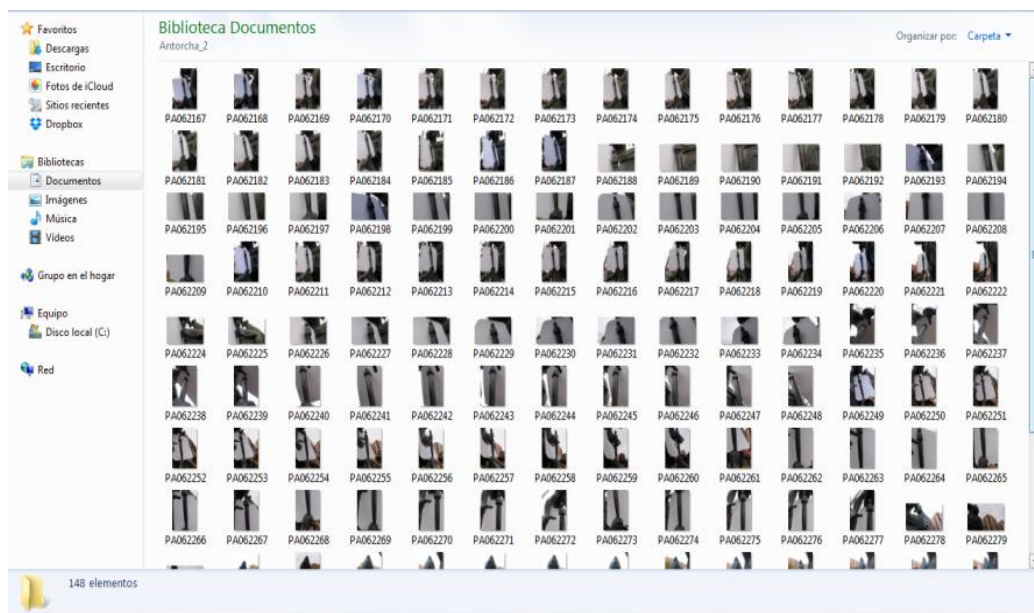 Favoritos
Descargas
Escritorio
Fotos de iCloud
Sitios recientes
Dropbox
Bibliotecas
Documentos
Imágenes
Música
Vídeos
Grupo en el hogar
Equipo
Disco local (C:)
Red
Biblioteca Documentos
Antorcha_2
Organizar por: Carpeta
PA062167 PA062168 PA062169 PA062170 PA062171 PA062172 PA062173 PA062174 PA062175 PA062176 PA062177 PA062178 PA062179 PA062180
PA062181 PA062182 PA062183 PA062184 PA062185 PA062186 PA062187 PA062188 PA062189 PA062190 PA062191 PA062192 PA062193 PA062194
PA062195 PA062196 PA062197 PA062198 PA062199 PA062200 PA062201 PA062202 PA062203 PA062204 PA062205 PA062206 PA062207 PA062208
PA062209 PA062210 PA062211 PA062212 PA062213 PA062214 PA062215 PA062216 PA062217 PA062218 PA062219 PA062220 PA062221 PA062222
PA062224 PA062225 PA062226 PA062227 PA062228 PA062229 PA062230 PA062231 PA062232 PA062233 PA062234 PA062235 PA062236 PA062237
PA062238 PA062239 PA062240 PA062241 PA062242 PA062243 PA062244 PA062245 PA062246 PA062247 PA062248 PA062249 PA062250 PA062251
PA062252 PA062253 PA062254 PA062255 PA062256 PA062257 PA062258 PA062259 PA062260 PA062261 PA062262 PA062263 PA062264 PA062265
PA062266 PA062267 PA062268 PA062269 PA062270 PA062271 PA062272 PA062273 PA062274 PA062275 PA062276 PA062277 PA062278 PA062279
148 elementos